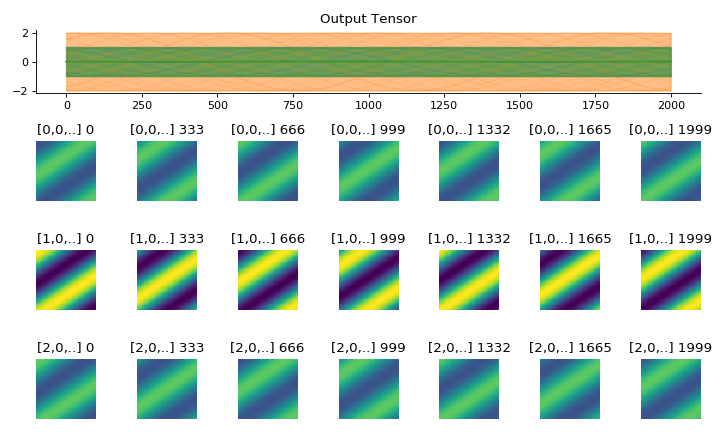 Output Tensor
2
0
−2
0 250 500 750 1000 1250 1500 1750 2000
[0,0,..] 0 [0,0,..] 333 [0,0,..] 666 [0,0,..] 999 [0,0,..] 1332 [0,0,..] 1665 [0,0,..] 1999
[1,0,..] 0 [1,0,..] 333 [1,0,..] 666 [1,0,..] 999 [1,0,..] 1332 [1,0,..] 1665 [1,0,..] 1999
[2,0,..] 0 [2,0,..] 333 [2,0,..] 666 [2,0,..] 999 [2,0,..] 1332 [2,0,..] 1665 [2,0,..] 1999